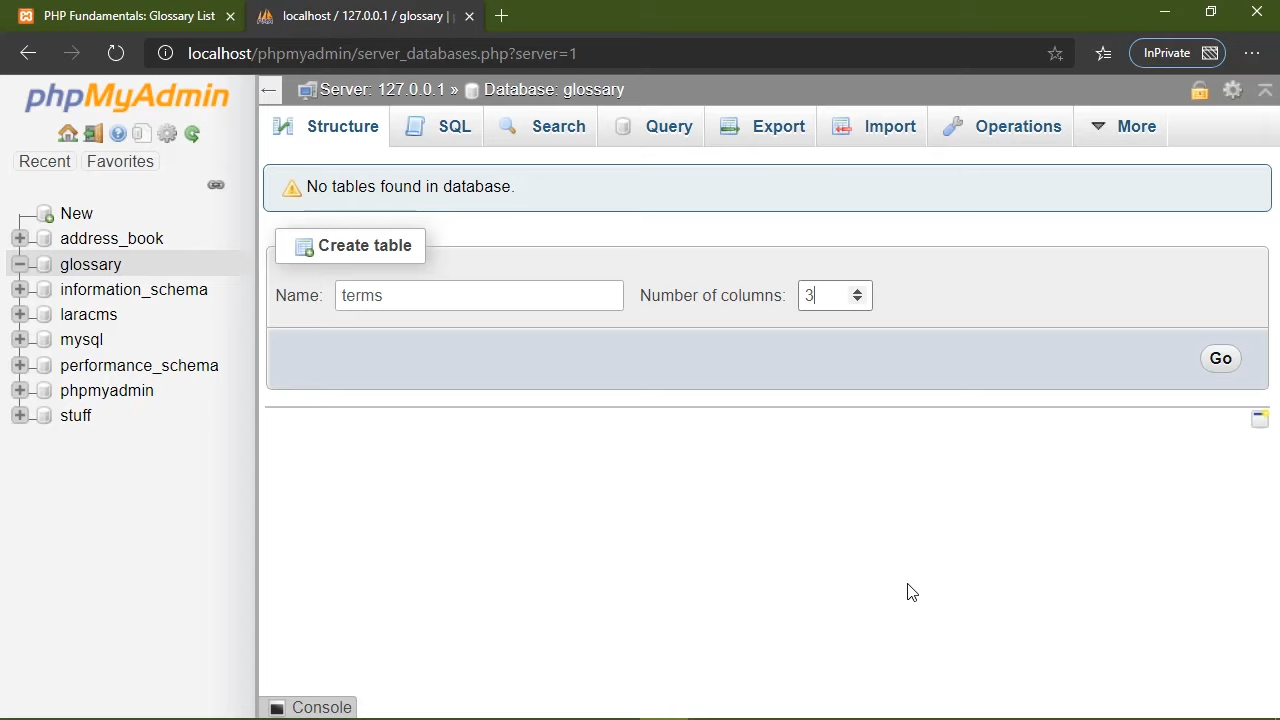 PHP Fundamentals: Glossary List
localhost / 127.0.0.1 / glossary |
localhost/phpmyadmin/server_databases.php?server=1
InPrivate
phpMyAdmin
Recent Favorites
New
address_book
glossary
information_schema
laracms
mysql
performance_schema
phpmyadmin
stuff
Server: 127.0.0.1 » Database: glossary
Structure SQL Search Query Export Import Operations More
No tables found in database.
Create table
Name: terms Number of columns: 3
Go
Console